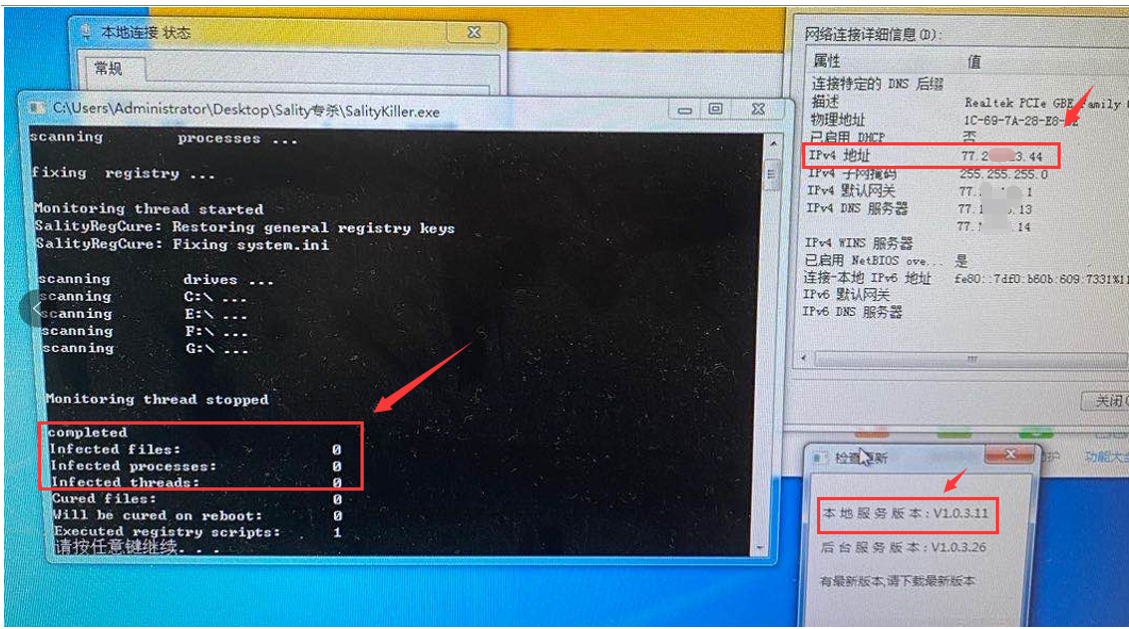 本地连接 状态
常规
C:\Users\Administrator\Desktop\Sality专杀\SalityKiller.exe
scanning processes ...
fixing registry ...
Monitoring thread started
SalityRegCure: Restoring general registry keys
SalityRegCure: Fixing system.ini
scanning drives ...
scanning C:\ ...
scanning E:\ ...
scanning F:\ ...
scanning G:\ ...
Monitoring thread stopped
completed
Infected files: 0
Infected processes: 0
Infected threads: 0
Cured files: 0
Will be cured on reboot: 0
Executed registry scripts: 1
请按任意键继续. . .
网络连接详细信息(D):
属性 值
连接特定的 DNS 后缀
描述 Realtek PCIe GBE Family
物理地址 1C-69-7A-28-E8-
已启用 DHCP 否
IPv4 地址 77.2 3.44
IPv4 子网掩码 255.255.255.0
IPv4 默认网关 77. .1
IPv4 DNS 服务器 77.1 .13
77. .14
IPv4 WINS 服务器
已启用 NetBIOS ove... 是
连接-本地 IPv6 地址 fe80::7df0:b60b:609:7331%11
IPv6 默认网关
IPv6 DNS 服务器
关闭(
功能大
检查更新
本地服务版本:V1.0.3.11
后台服务版本:V1.0.3.26
有最新版本,请下载最新版本